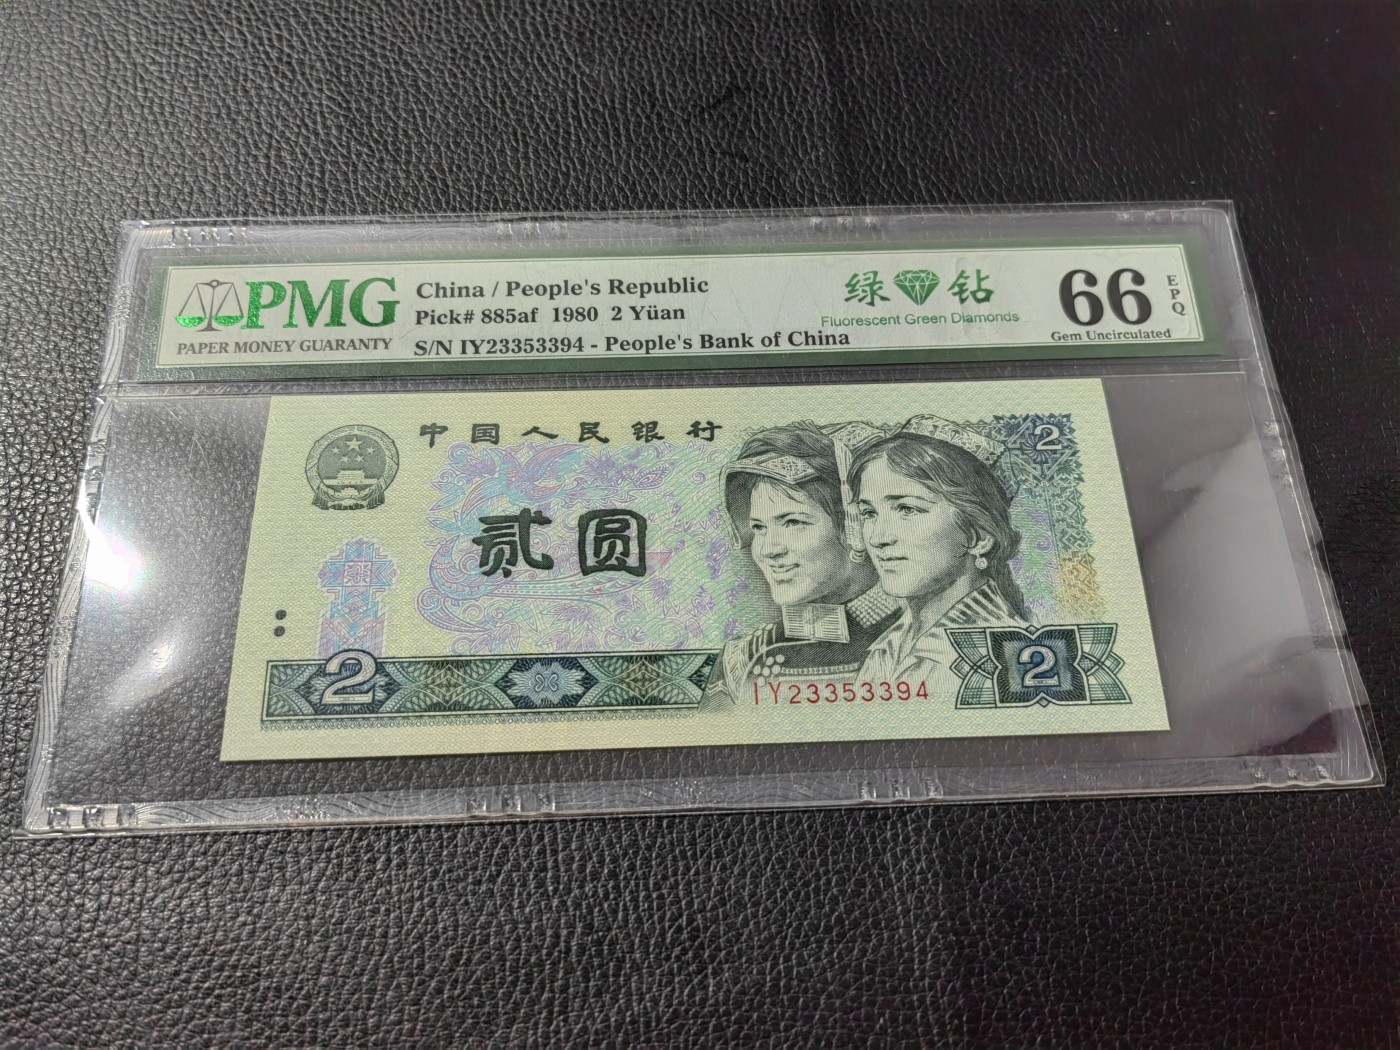 PMG
PAPER MONEY GUARANTY
China / People's Republic
Pick# 885af 1980 2 Yüan
S/N IY23353394 - People's Bank of China
绿 钻
Fluorescent Green Diamonds
66
EPQ
Gem Uncirculated
中国人民银行
2
贰圆
2
IY23353394
2